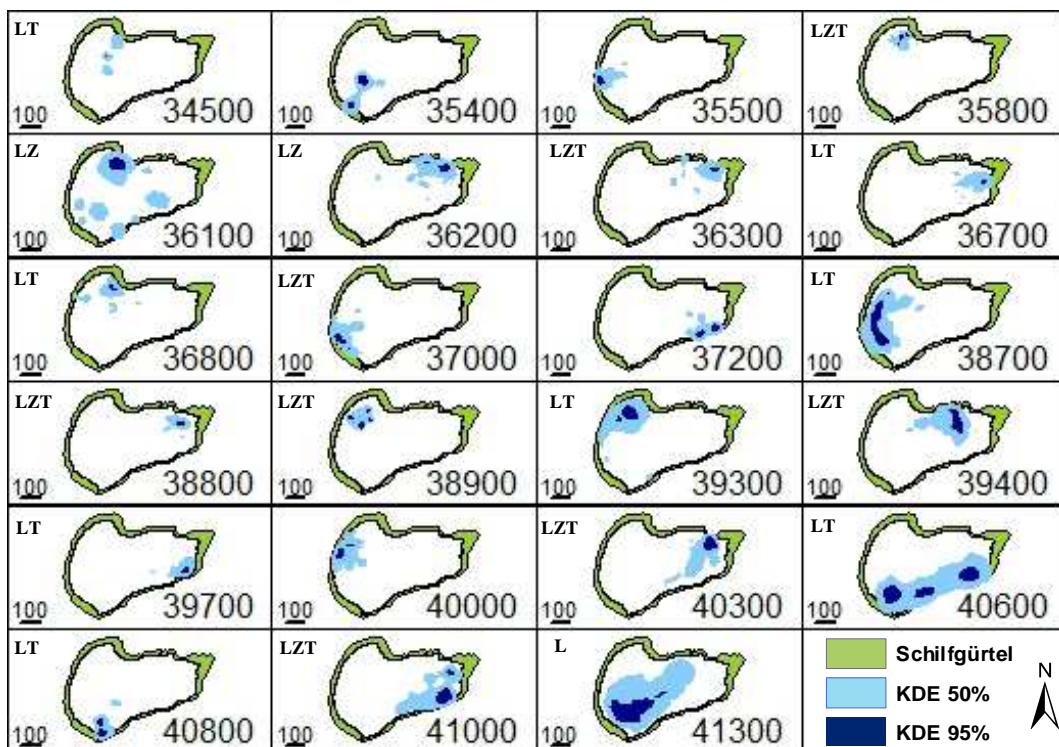 LT
100 34500
100 35400
100 35500
LZT
100 35800
LZ
100 36100
LZ
100 36200
LZT
100 36300
LT
100 36700
LT
100 36800
LZT
100 37000
100 37200
LT
100 38700
LZT
100 38800
LZT
100 38900
LT
100 39300
LZT
100 39400
LT
100 39700
100 40000
LZT
100 40300
LT
100 40600
LT
100 40800
LZT
100 41000
L
100 41300
Schilfgürtel
KDE 50%
KDE 95%
N